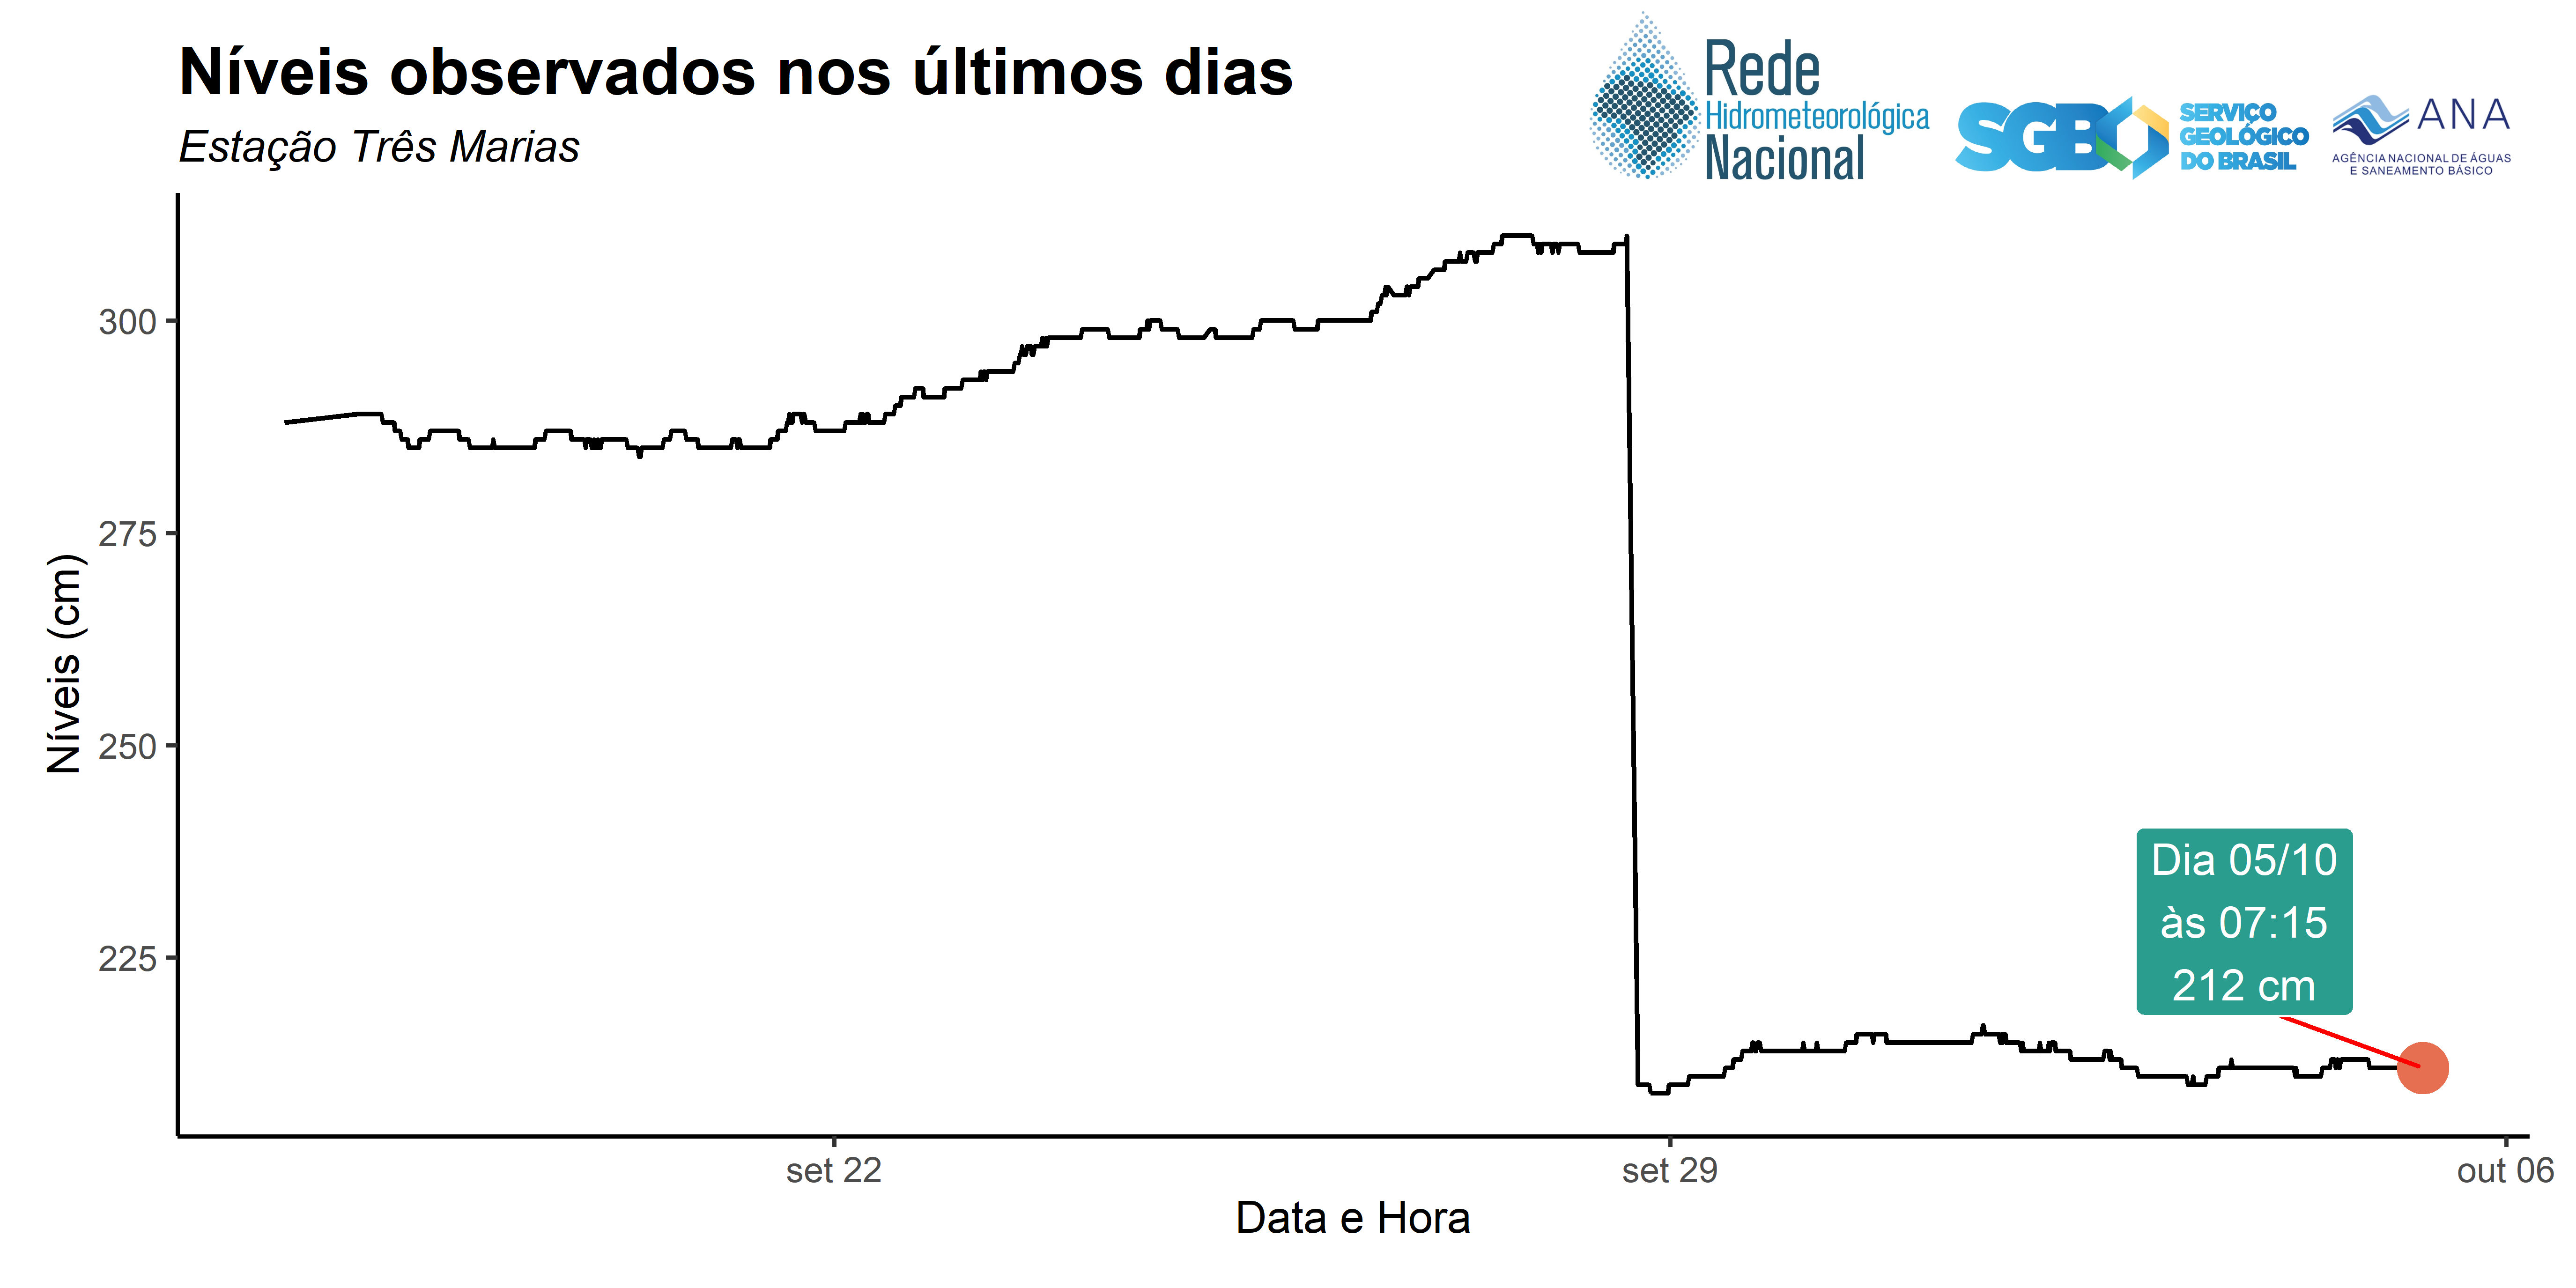 Níveis observados nos últimos dias
Estação Três Marias
Rede
Hidrometeorológica
Nacional
SGB
SERVIÇO
GEOLÓGICO
DO BRASIL
ANA
AGÊNCIA NACIONAL DE ÁGUAS
E SANEAMENTO BÁSICO
Níveis (cm)
300
275
250
225
Dia 05/10
às 07:15
212 cm
set 22
set 29
out 06
Data e Hora